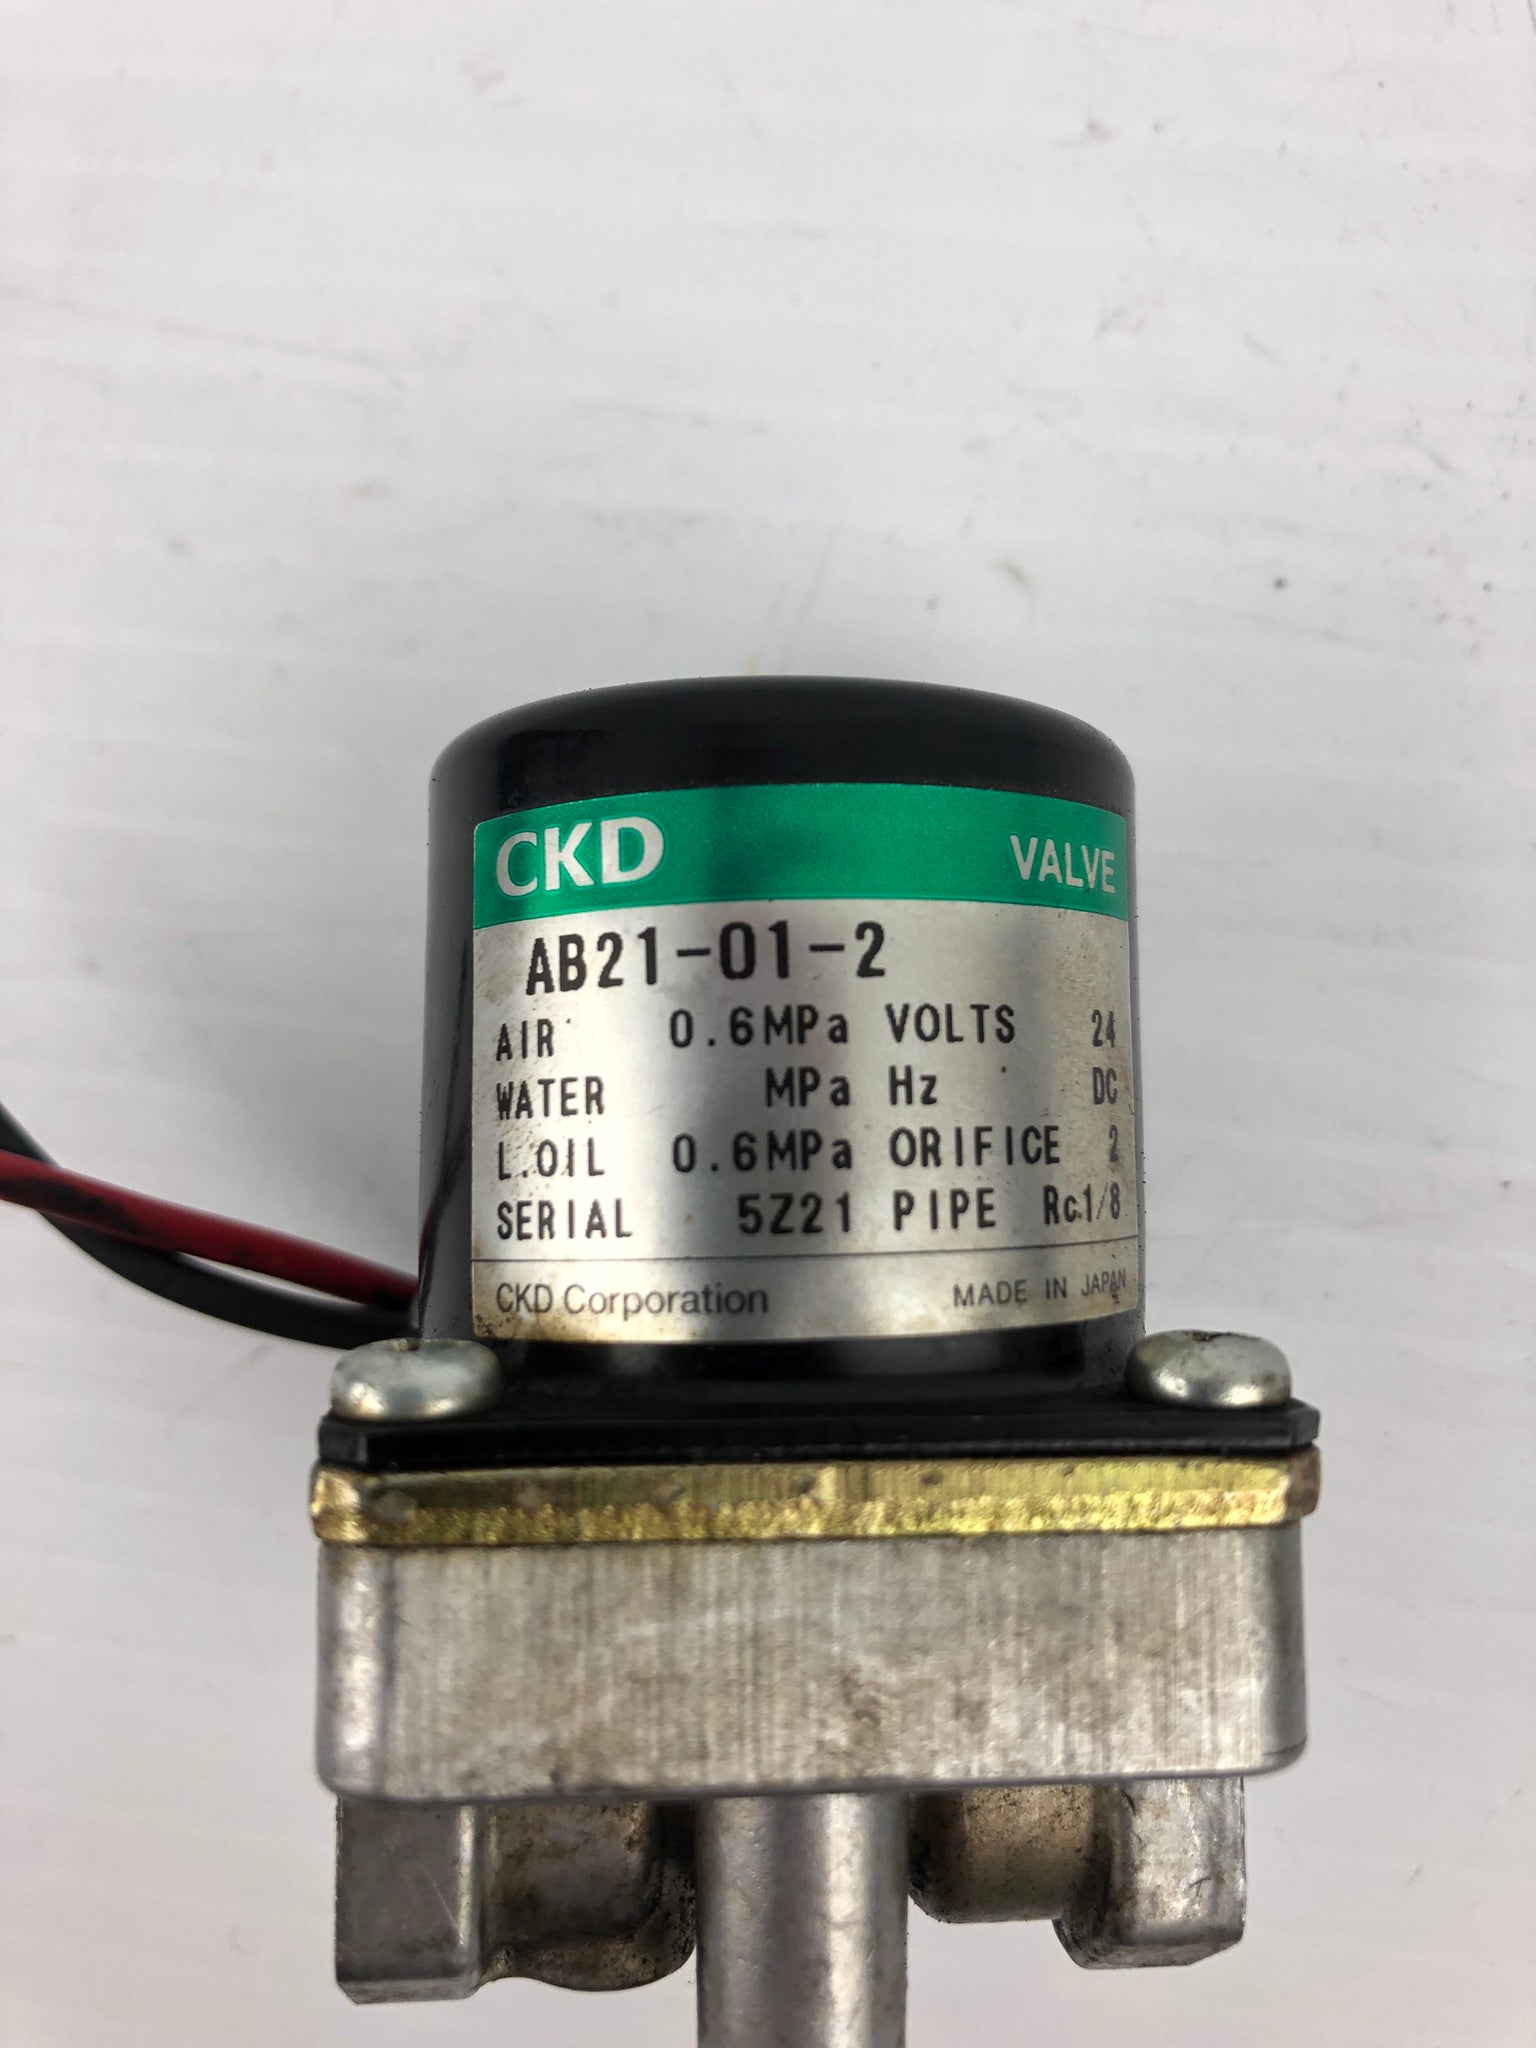 CKD VALVE
AB21-01-2
AIR 0.6MPa VOLTS 24
WATER MPa Hz DC
L.OIL 0.6MPa ORIFICE 2
SERIAL 5Z21 PIPE Rc1/8
CKD Corporation MADE IN JAPAN